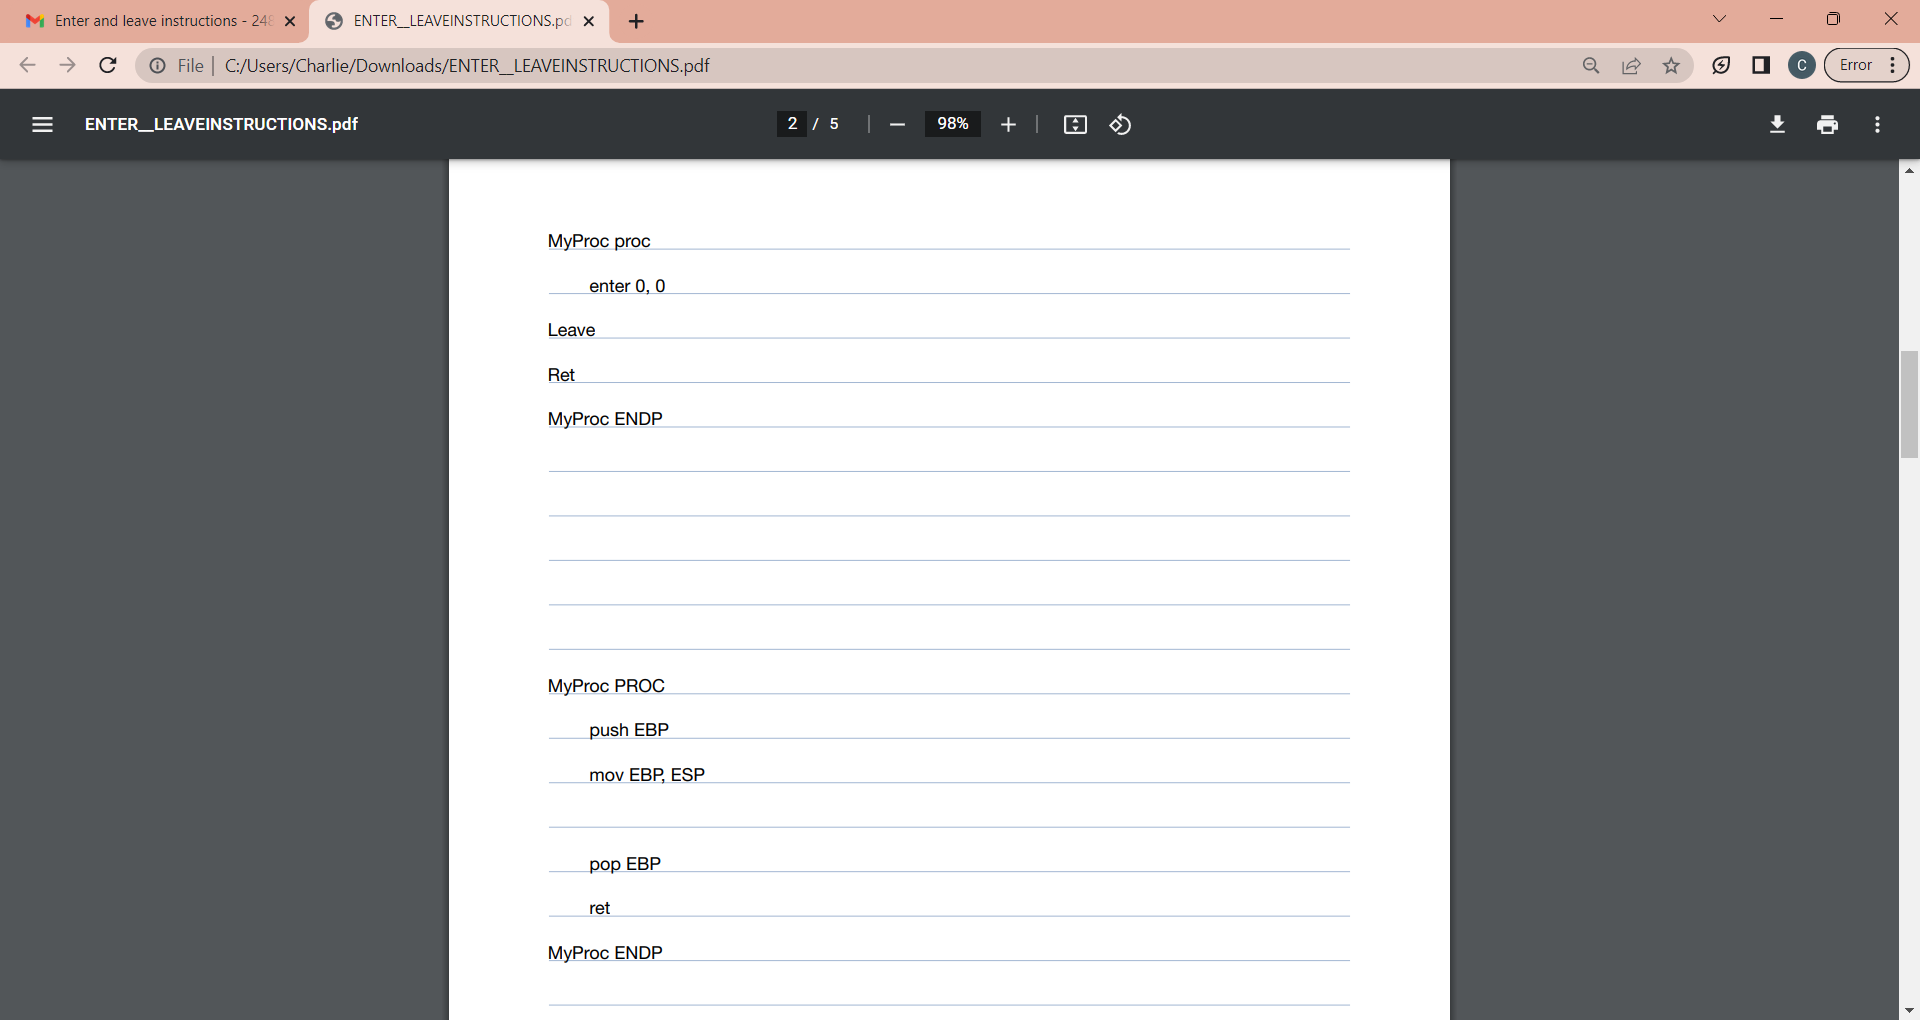 Enter and leave instructions - 248
ENTER__LEAVEINSTRUCTIONS.pd
File
C:/Users/Charlie/Downloads/ENTER__LEAVEINSTRUCTIONS.pdf
C
Error
ENTER__LEAVEINSTRUCTIONS.pdf
2 / 5
98%
MyProc proc
enter 0, 0
Leave
Ret
MyProc ENDP
MyProc PROC
push EBP
mov EBP, ESP
pop EBP
ret
MyProc ENDP